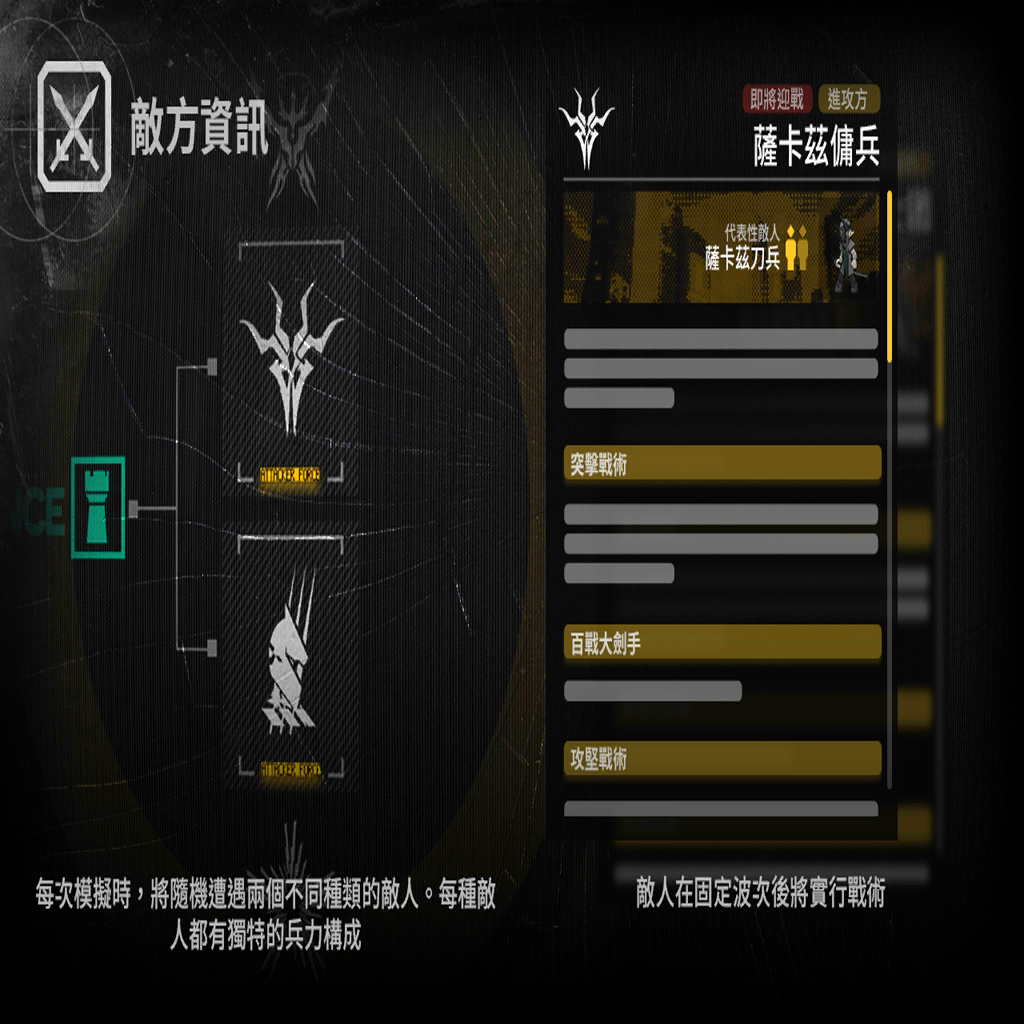 敵方資訊
即將迎戰
進攻方
薩卡茲傭兵
代表性敵人
薩卡茲刀兵
突擊戰術
ATTACKER FORCE
百戰大劍手
攻堅戰術
ATTACKER FORCE
每次模擬時，將隨機遭遇兩個不同種類的敵人。每種敵
人都有獨特的兵力構成
敵人在固定波次後將實行戰術